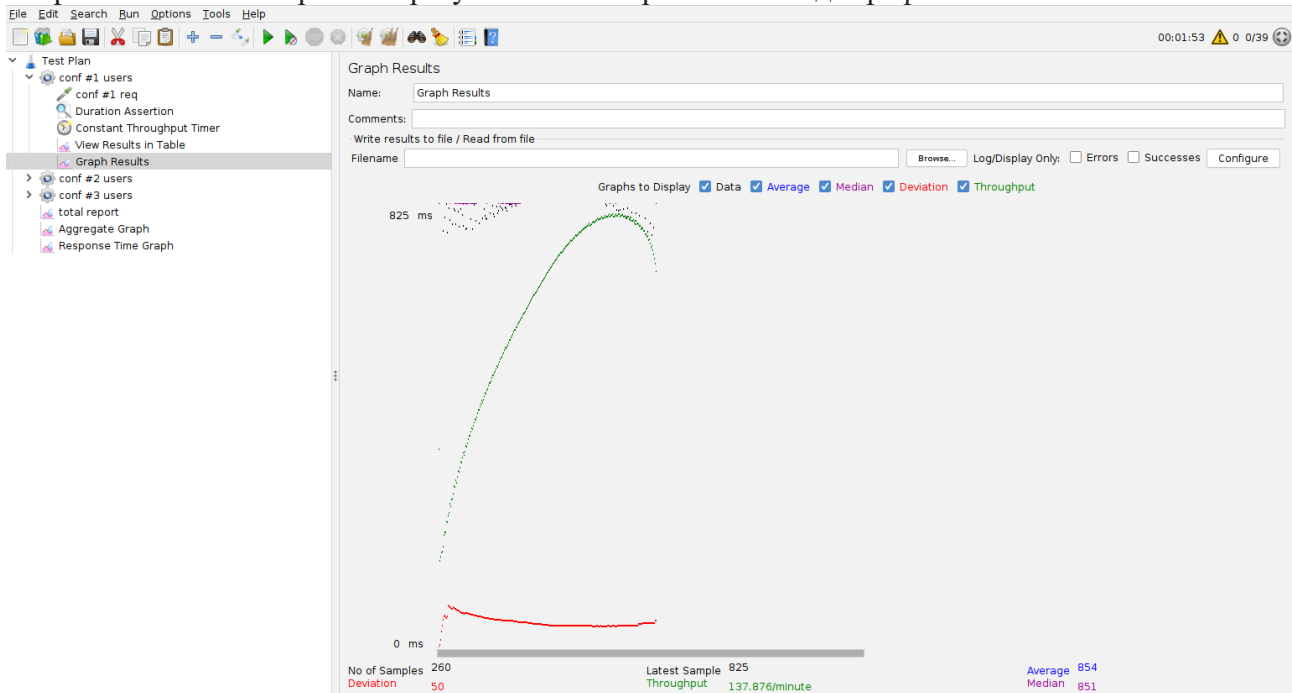 File Edit Search Run Options Tools Help
00:01:53 0 0/39
Test Plan
conf #1 users
conf #1 req
Duration Assertion
Constant Throughput Timer
View Results in Table
Graph Results
conf #2 users
conf #3 users
total report
Aggregate Graph
Response Time Graph
Graph Results
Name: Graph Results
Comments:
Write results to file / Read from file
Filename Browse... Log/Display Only: Errors Successes Configure
Graphs to Display Data Average Median Deviation Throughput
825 ms
0 ms
No of Samples 260 Latest Sample 825 Average 854
Deviation 50 Throughput 137.876/minute Median 851